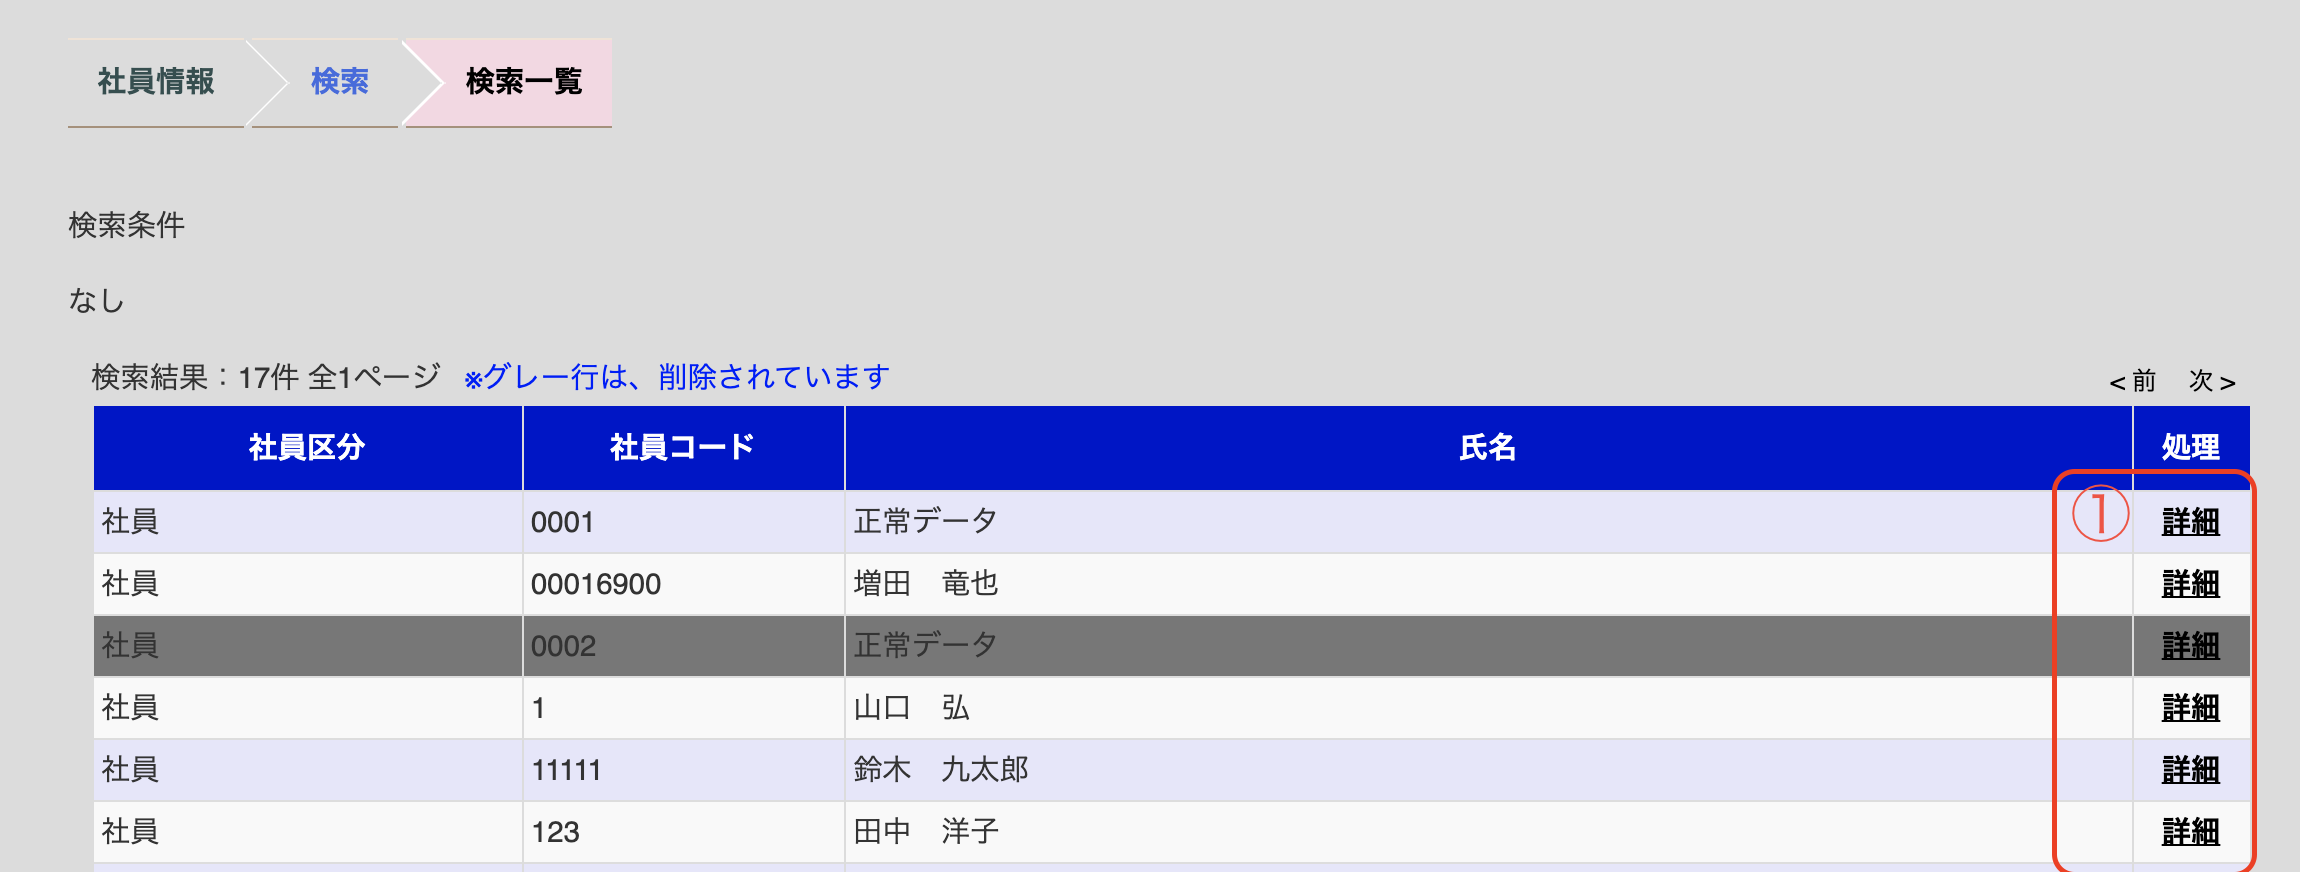 社員情報 検索 検索一覧
検索条件
なし
検索結果：17件 全1ページ ※グレー行は、削除されています <前 次>
社員区分 社員コード 氏名 処理
社員 0001 正常データ ① 詳細
社員 00016900 増田　竜也 詳細
社員 0002 正常データ 詳細
社員 1 山口　弘 詳細
社員 11111 鈴木　九太郎 詳細
社員 123 田中　洋子 詳細